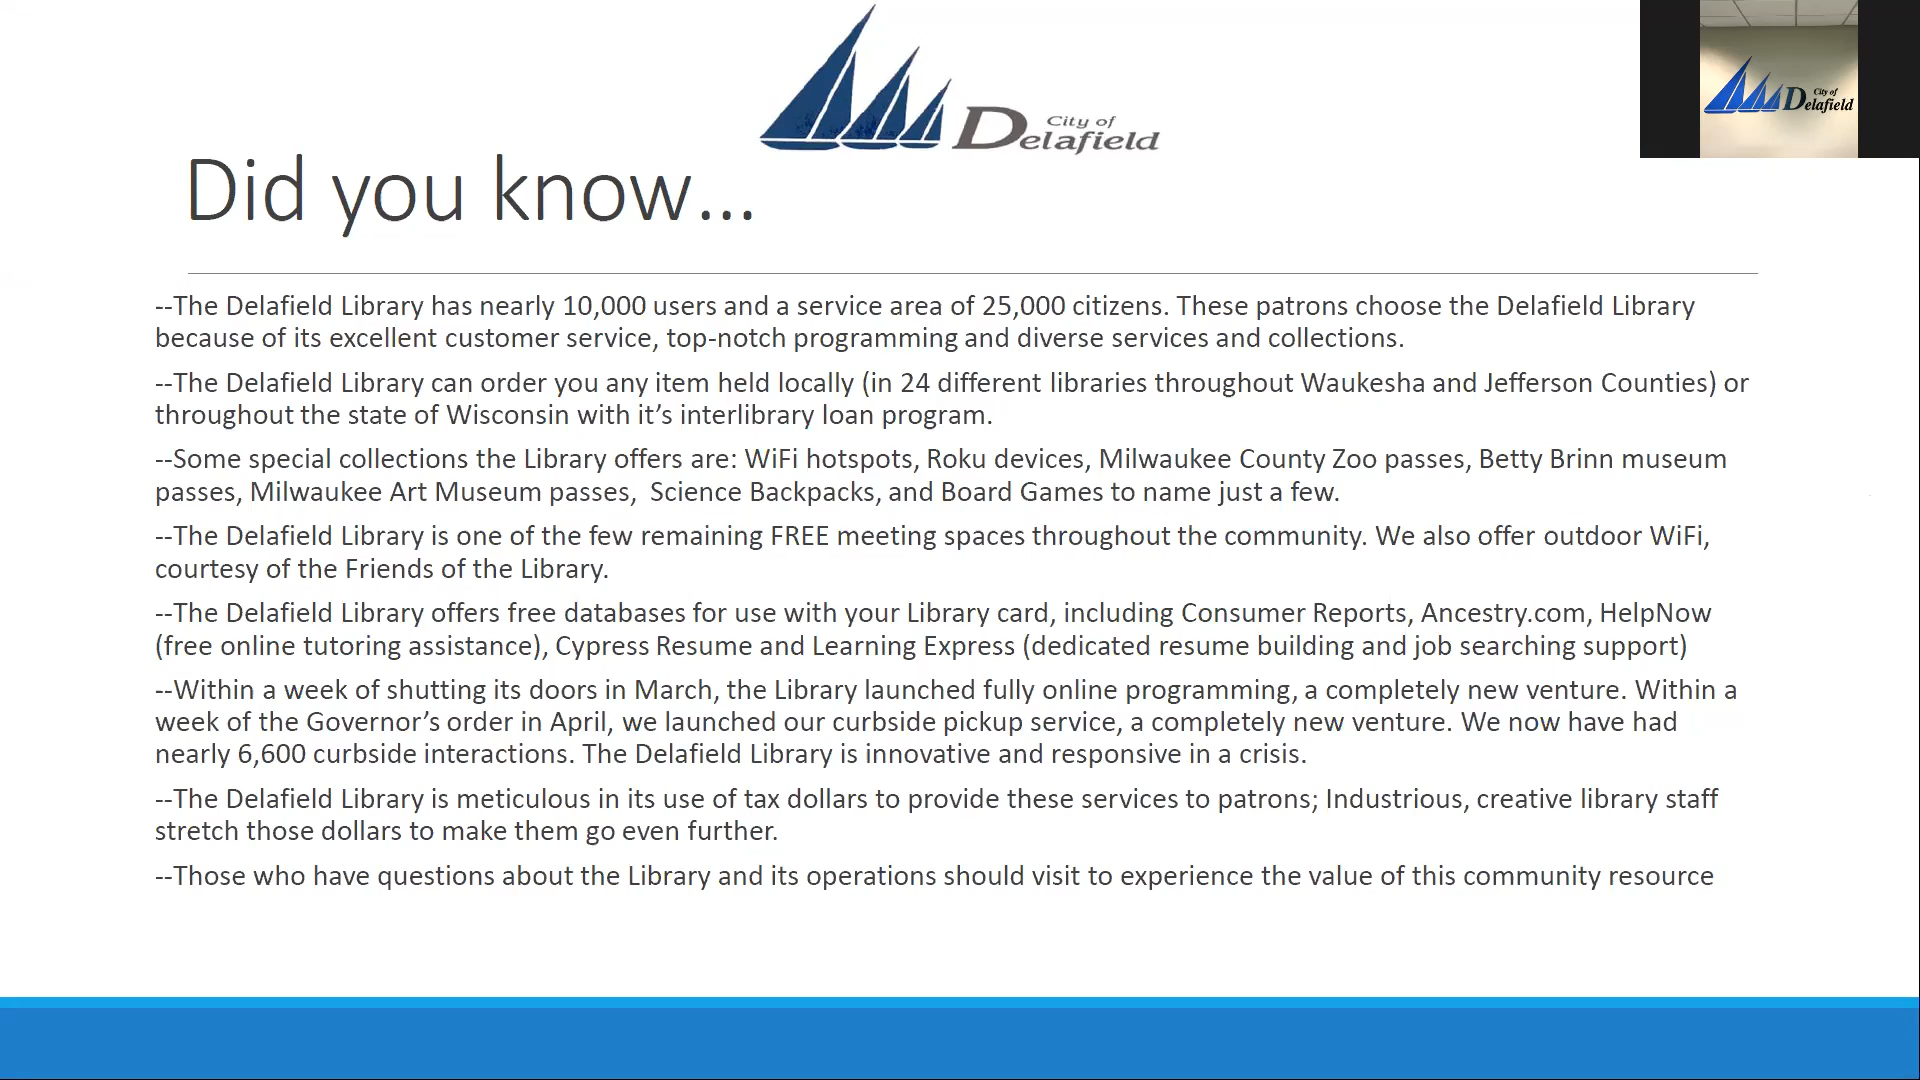 City of
Delafield
City of
Delafield
Did you know...
--The Delafield Library has nearly 10,000 users and a service area of 25,000 citizens. These patrons choose the Delafield Library
because of its excellent customer service, top-notch programming and diverse services and collections.
--The Delafield Library can order you any item held locally (in 24 different libraries throughout Waukesha and Jefferson Counties) or
throughout the state of Wisconsin with it’s interlibrary loan program.
--Some special collections the Library offers are: WiFi hotspots, Roku devices, Milwaukee County Zoo passes, Betty Brinn museum
passes, Milwaukee Art Museum passes,  Science Backpacks, and Board Games to name just a few.
--The Delafield Library is one of the few remaining FREE meeting spaces throughout the community. We also offer outdoor WiFi,
courtesy of the Friends of the Library.
--The Delafield Library offers free databases for use with your Library card, including Consumer Reports, Ancestry.com, HelpNow
(free online tutoring assistance), Cypress Resume and Learning Express (dedicated resume building and job searching support)
--Within a week of shutting its doors in March, the Library launched fully online programming, a completely new venture. Within a
week of the Governor’s order in April, we launched our curbside pickup service, a completely new venture. We now have had
nearly 6,600 curbside interactions. The Delafield Library is innovative and responsive in a crisis.
--The Delafield Library is meticulous in its use of tax dollars to provide these services to patrons; Industrious, creative library staff
stretch those dollars to make them go even further.
--Those who have questions about the Library and its operations should visit to experience the value of this community resource